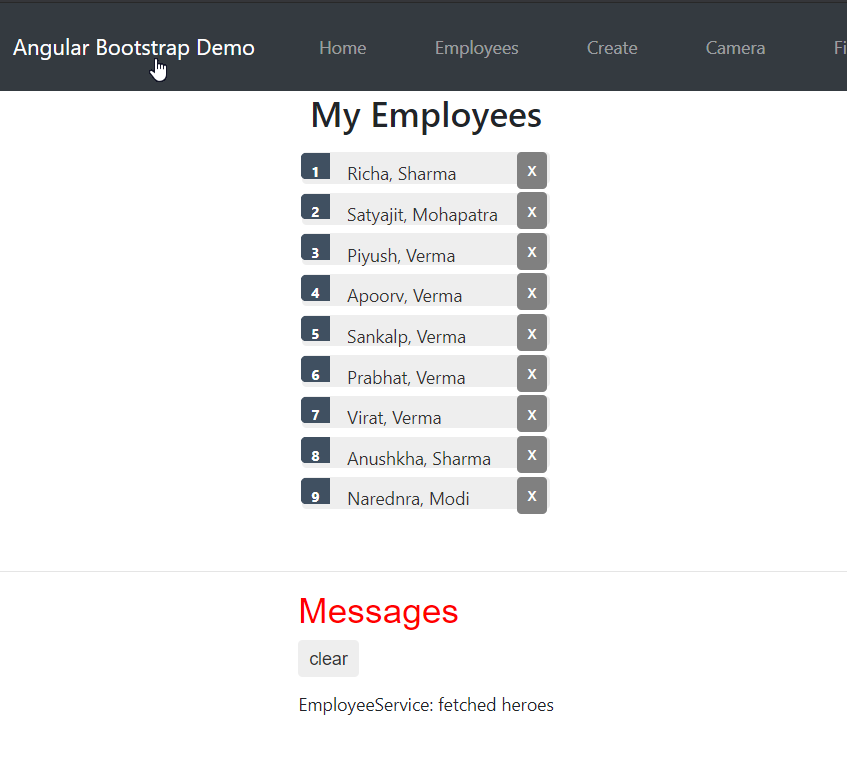 Angular Bootstrap Demo Home Employees Create Camera Fi
My Employees
1 Richa, Sharma x
2 Satyajit, Mohapatra x
3 Piyush, Verma x
4 Apoorv, Verma x
5 Sankalp, Verma x
6 Prabhat, Verma x
7 Virat, Verma x
8 Anushkha, Sharma x
9 Narednra, Modi x
Messages
clear
EmployeeService: fetched heroes